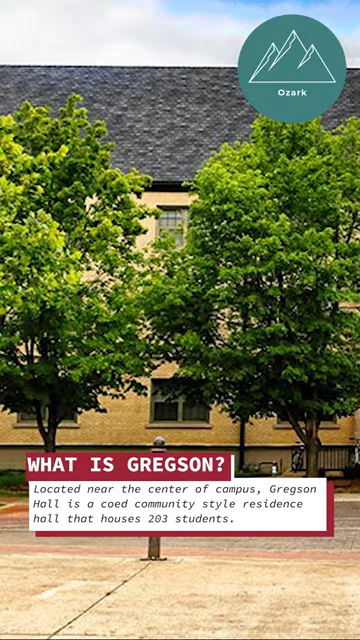 Ozark
WHAT IS GREGSON?
Located near the center of campus, Gregson
Hall is a coed community style residence
hall that houses 203 students.